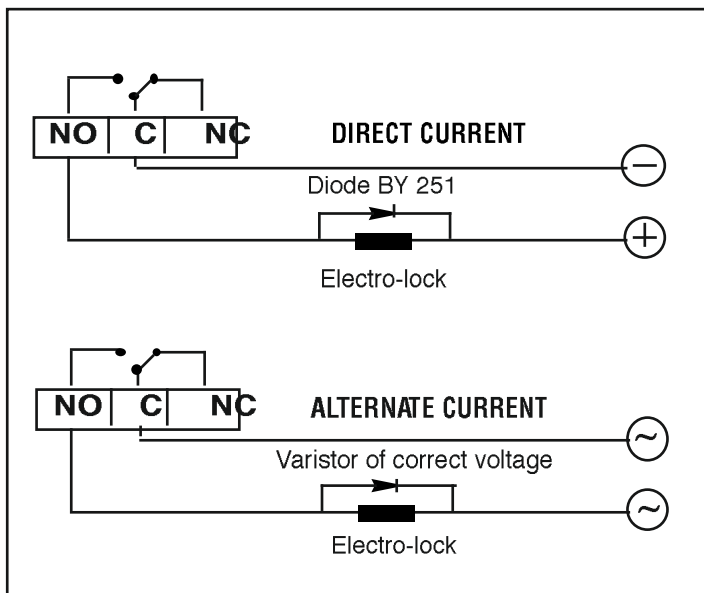 NO C NC
DIRECT CURRENT
−
Diode BY 251
+
Electro-lock
NO C NC
ALTERNATE CURRENT
~
Varistor of correct voltage
~
Electro-lock